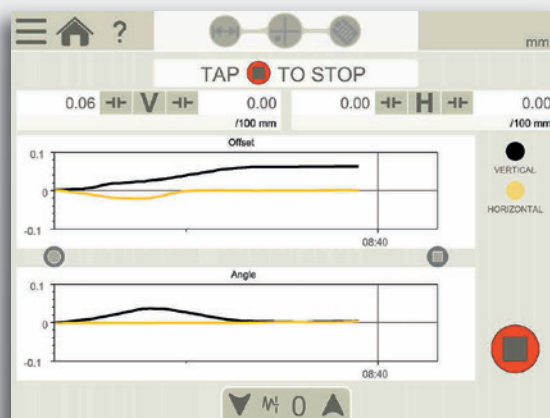 ?
mm
TAP TO STOP
0.06 V 0.00
/100 mm
0.00 H 0.00
/100 mm
Offset
0.1
0
-0.1
08:40
VERTICAL
HORIZONTAL
Angle
0.1
0
-0.1
08:40
0